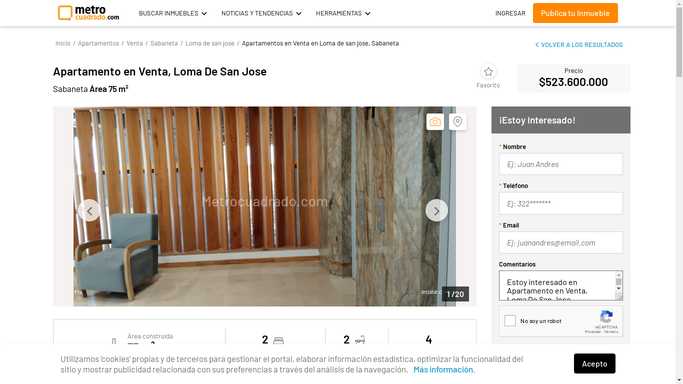 metro
cuadrado.com
BUSCAR INMUEBLES
NOTICIAS Y TENDENCIAS
HERRAMIENTAS
INGRESAR
Publica tu Inmueble
Inicio / Apartamentos / Venta / Sabaneta / Loma de san jose / Apartamentos en Venta en Loma de san jose, Sabaneta
VOLVER A LOS RESULTADOS
Apartamento en Venta, Loma De San Jose
Sabaneta Área 75 m²
Favorito
Precio
$523.600.000
Metrocuadrado.com
1 / 20
¡Estoy Interesado!
* Nombre
Ej: Juan Andres
* Teléfono
Ej: 322*******
* Email
Ej: juanandres@email.com
Comentarios
Estoy interesado en
Apartamento en Venta,
Loma De San Jose
No soy un robot
reCAPTCHA
Privacidad - Términos
Área construida
2
2
4
Utilizamos 'cookies' propias y de terceros para gestionar el portal, elaborar información estadística, optimizar la funcionalidad del
sitio y mostrar publicidad relacionada con sus preferencias a través del análisis de la navegación. Más información.
Acepto